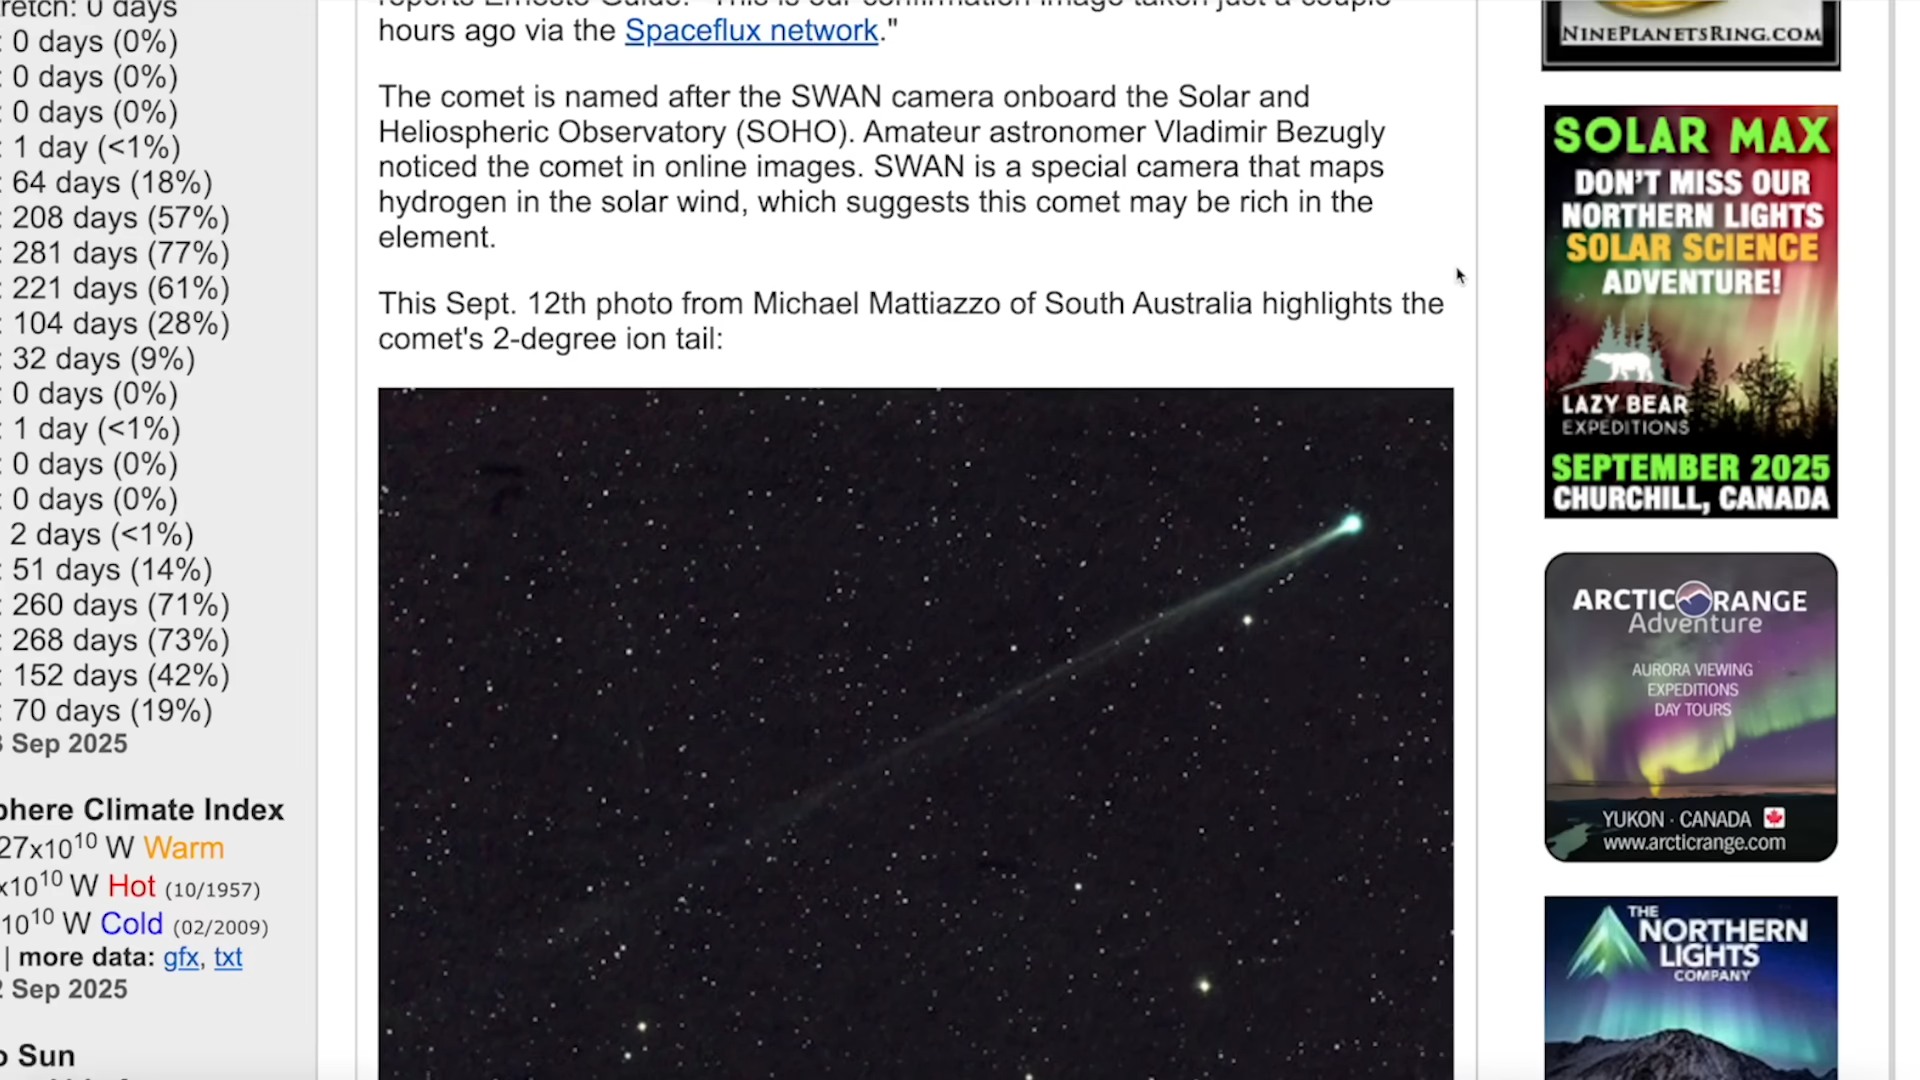 : 0 days (0%)
: 0 days (0%)
: 0 days (0%)
: 1 day (<1%)
: 64 days (18%)
: 208 days (57%)
: 281 days (77%)
: 221 days (61%)
: 104 days (28%)
: 32 days (9%)
: 0 days (0%)
: 1 day (<1%)
: 0 days (0%)
: 0 days (0%)
2 days (<1%)
: 51 days (14%)
: 260 days (71%)
: 268 days (73%)
: 152 days (42%)
: 70 days (19%)
Sep 2025
phere Climate Index
27x10¹⁰ W Warm
x10¹⁰ W Hot (10/1957)
10¹⁰ W Cold (02/2009)
| more data: gfx, txt
Sep 2025
o Sun
hours ago via the Spaceflux network."
The comet is named after the SWAN camera onboard the Solar and
Heliospheric Observatory (SOHO). Amateur astronomer Vladimir Bezugly
noticed the comet in online images. SWAN is a special camera that maps
hydrogen in the solar wind, which suggests this comet may be rich in the
element.
This Sept. 12th photo from Michael Mattiazzo of South Australia highlights the
comet's 2-degree ion tail:
NINEPLANETSRING.COM
SOLAR MAX
DON'T MISS OUR
NORTHERN LIGHTS
SOLAR SCIENCE
ADVENTURE!
LAZY BEAR
EXPEDITIONS
SEPTEMBER 2025
CHURCHILL, CANADA
ARCTIC RANGE
Adventure
AURORA VIEWING
EXPEDITIONS
DAY TOURS
YUKON · CANADA
www.arcticrange.com
THE
NORTHERN
LIGHTS
COMPANY